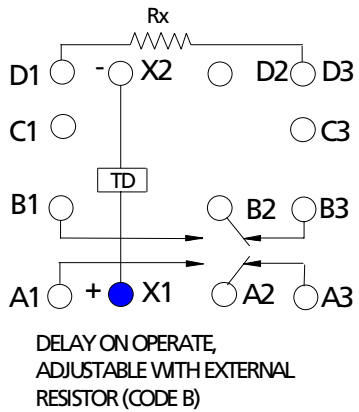 Rx
D1 - X2 D2 D3
C1 C3
TD
B1 B2 B3
A1 + X1 A2 A3
DELAY ON OPERATE,
ADJUSTABLE WITH EXTERNAL
RESISTOR (CODE B)